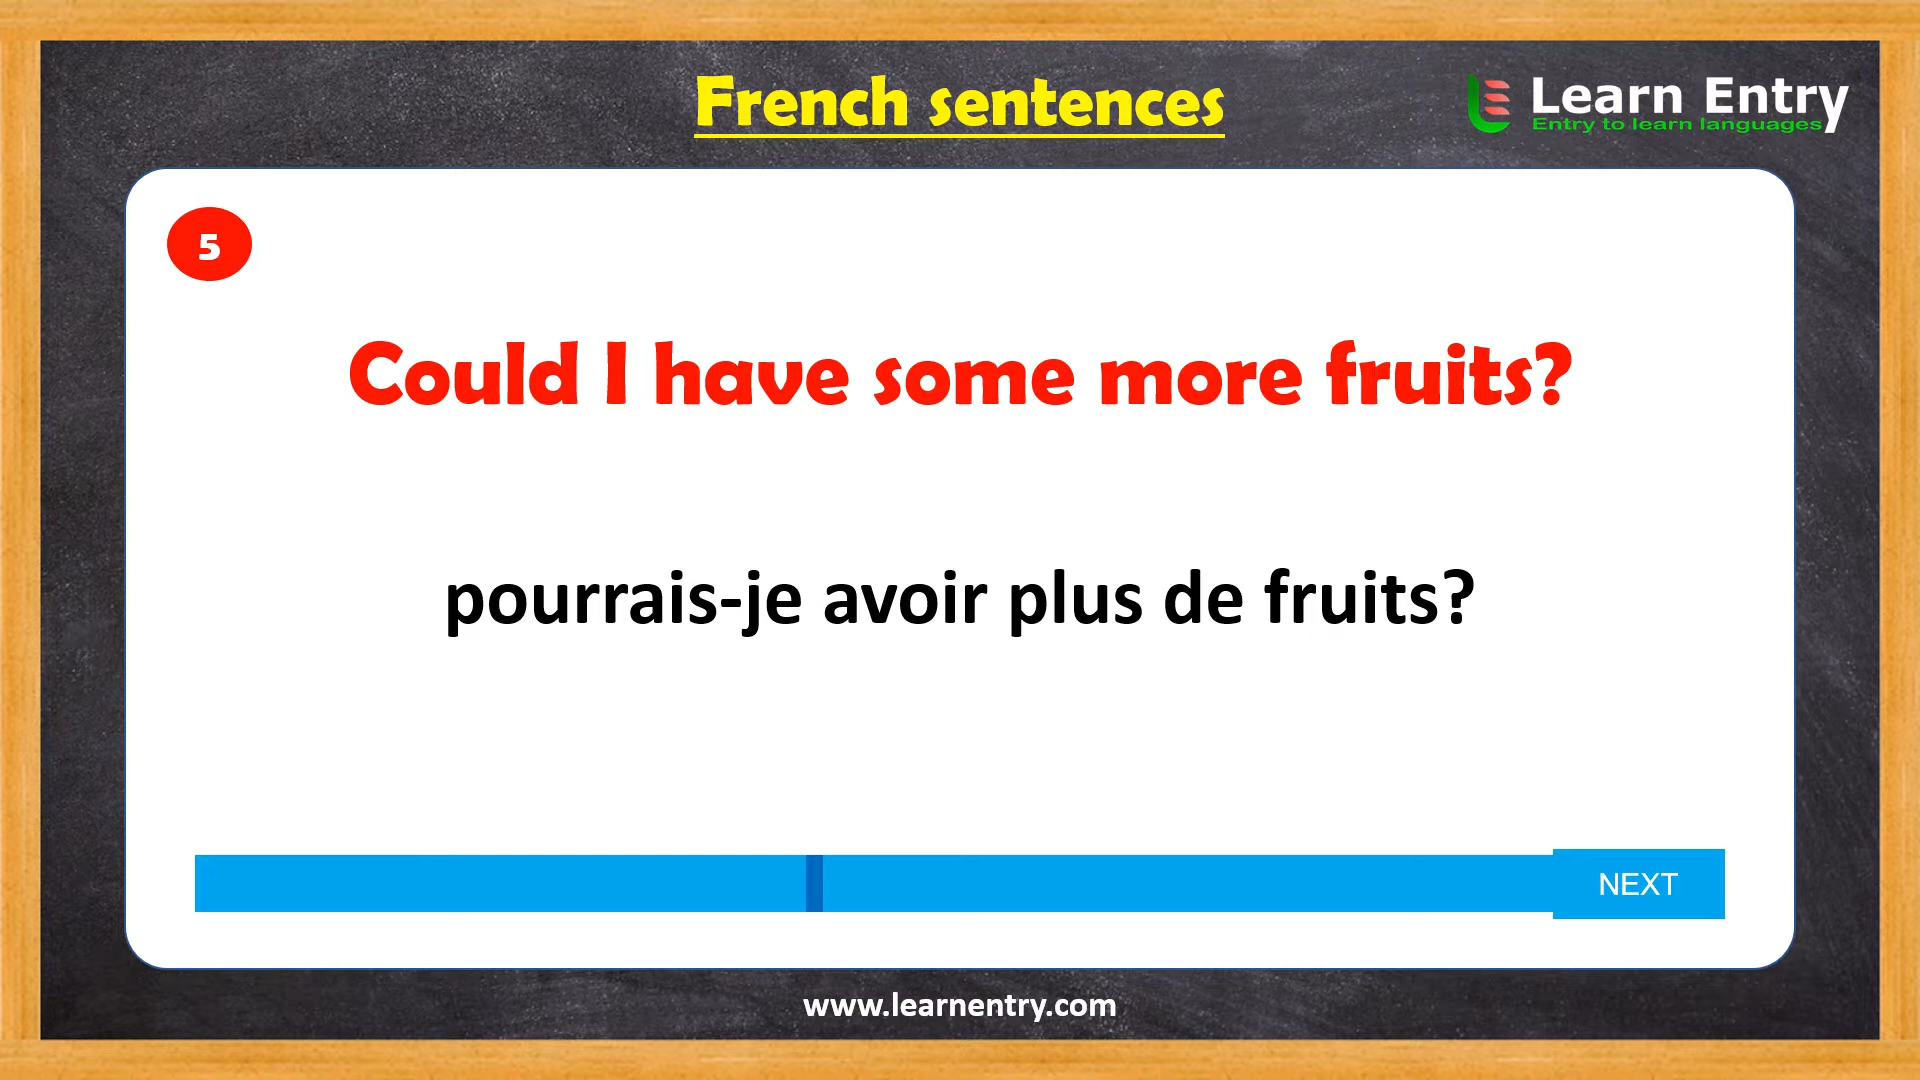 French sentences
Learn Entry
Entry to learn languages
5
Could I have some more fruits?
pourrais-je avoir plus de fruits?
NEXT
www.learnentry.com